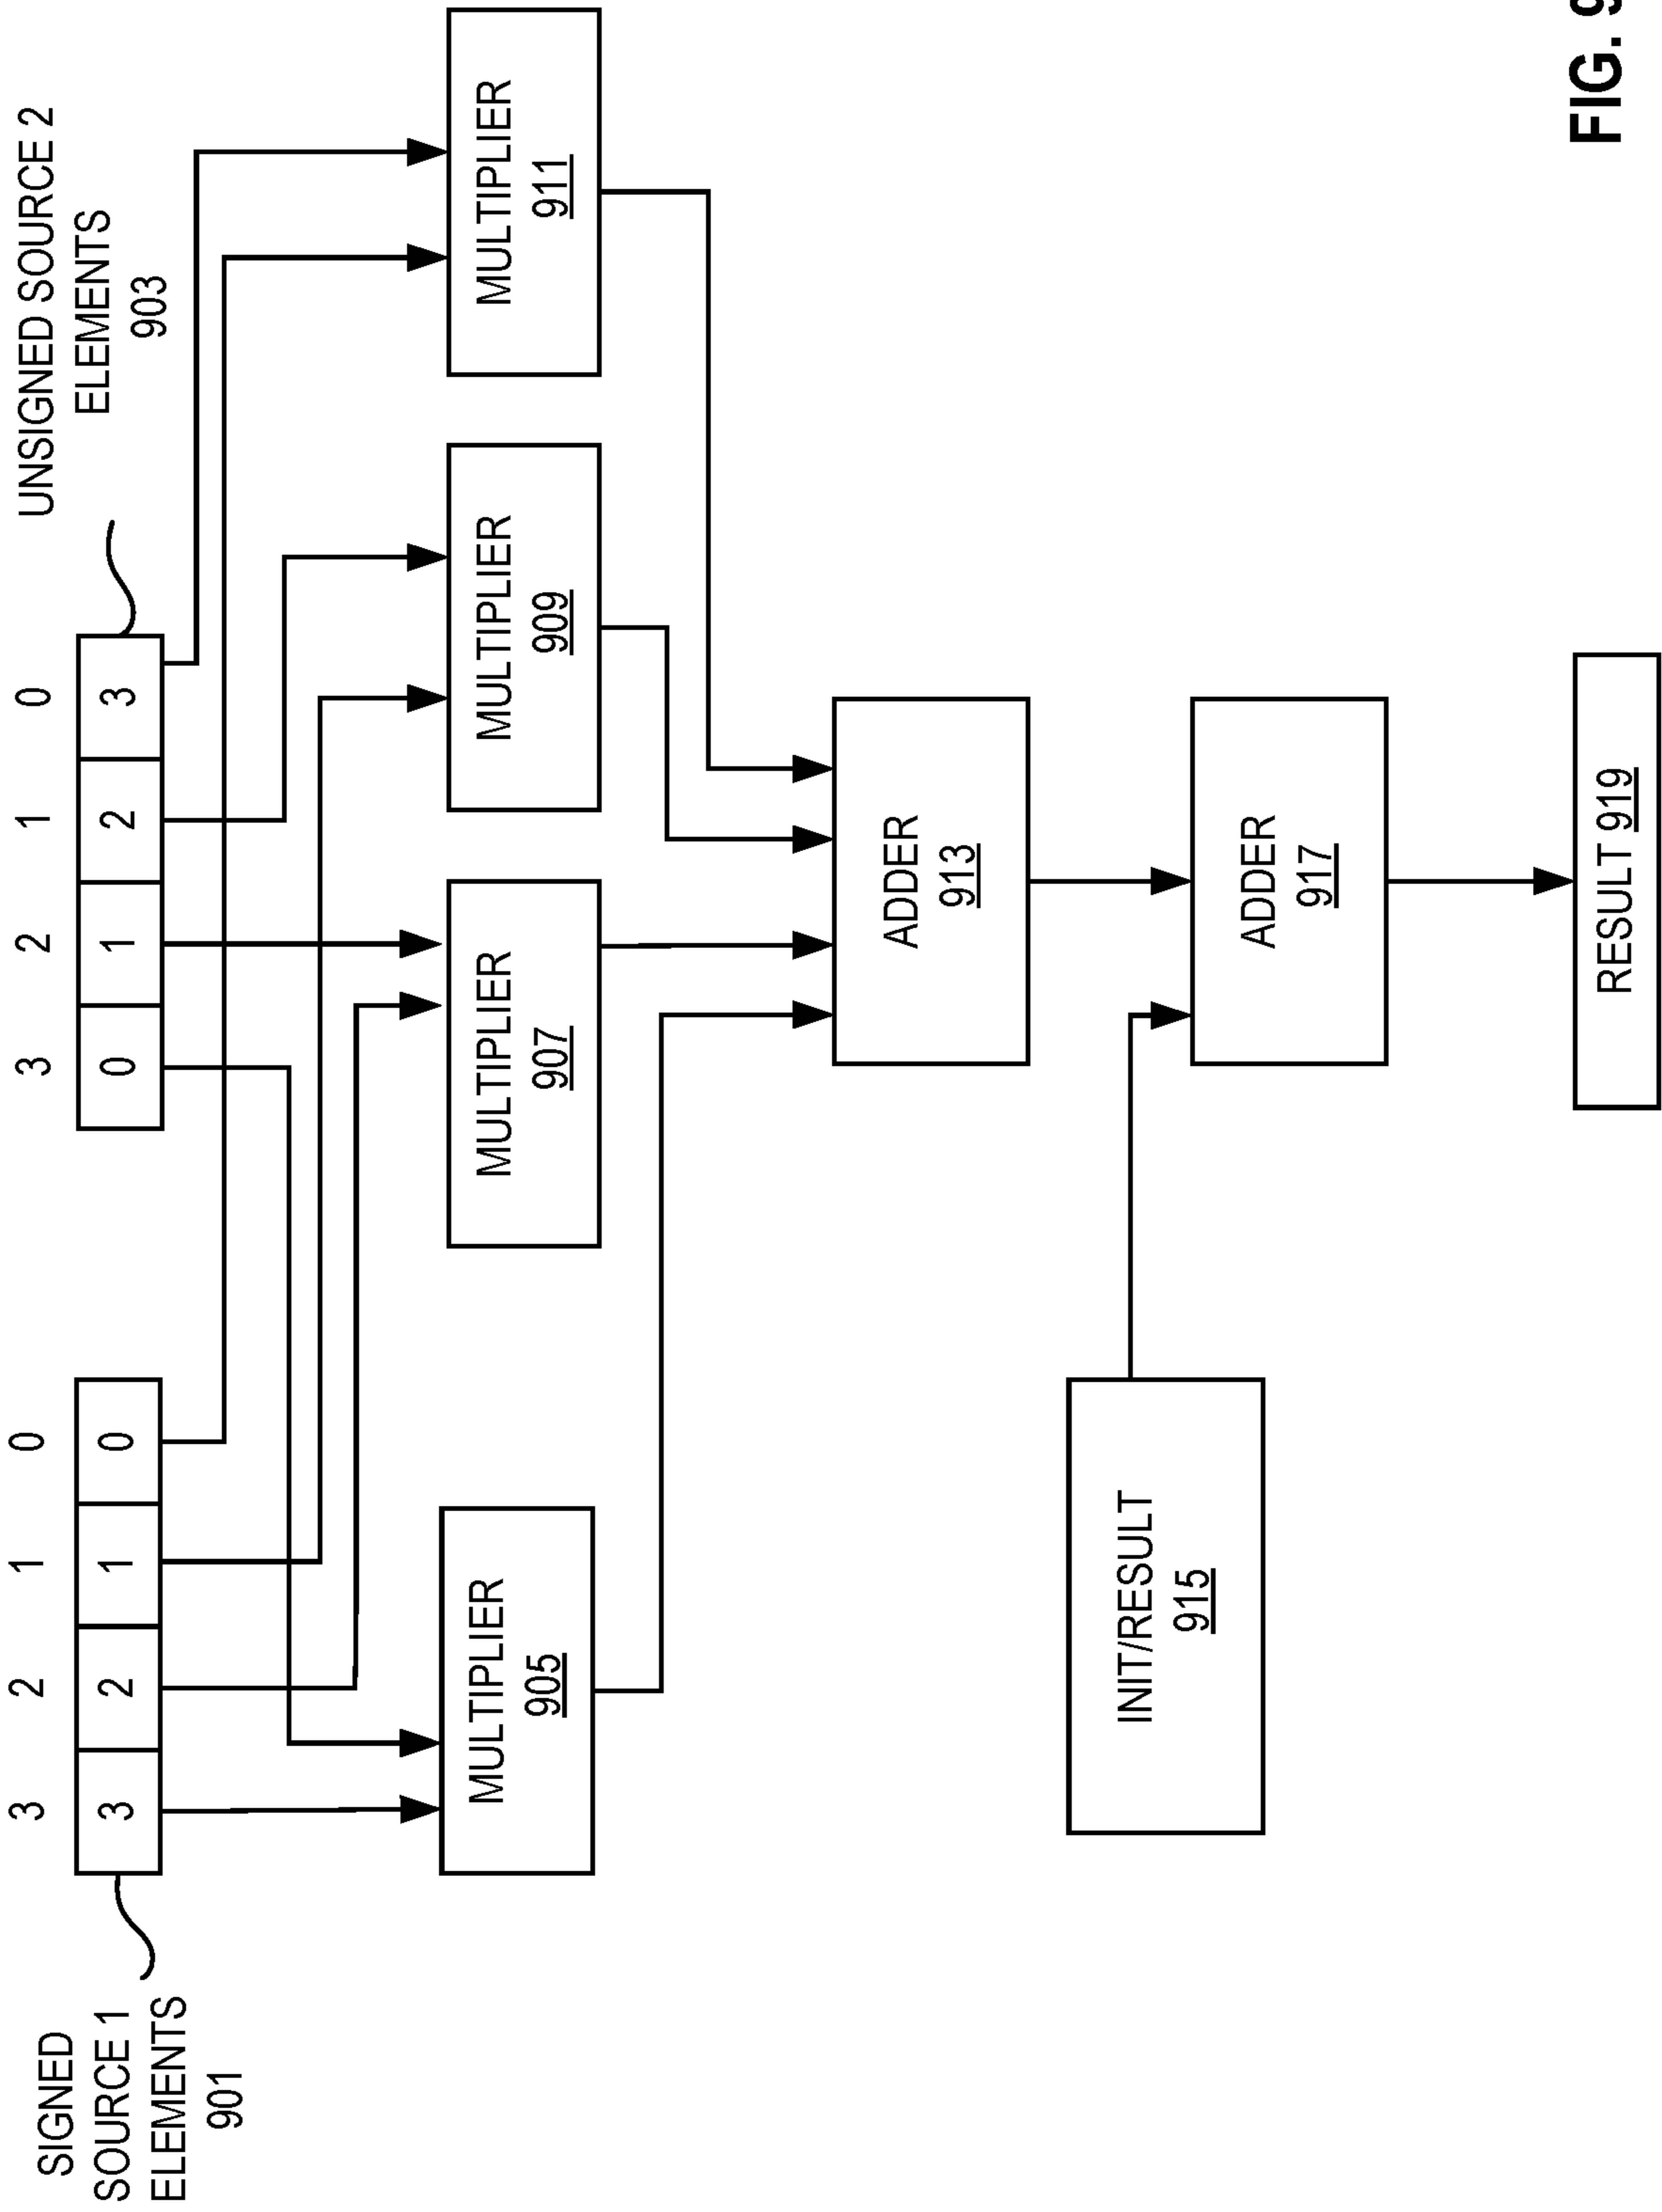 3 2 1 0
3 2 1 0
3 2 1 0
0 1 2 3
SIGNED
SOURCE 1
ELEMENTS
901
UNSIGNED SOURCE 2
ELEMENTS
903
MULTIPLIER
905
MULTIPLIER
907
MULTIPLIER
909
MULTIPLIER
911
ADDER
913
INIT/RESULT
915
ADDER
917
RESULT 919
FIG. 9